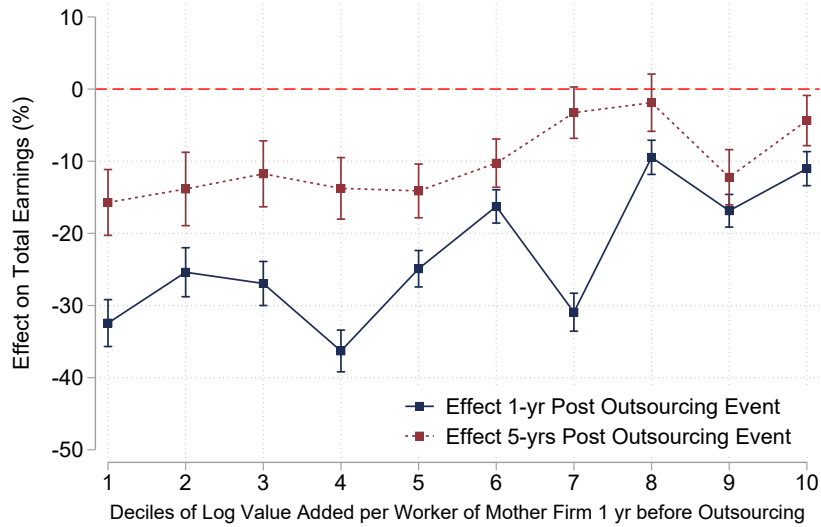 10
0
-10
-20
-30
-40
-50
Effect on Total Earnings (%)
Effect 1-yr Post Outsourcing Event
Effect 5-yrs Post Outsourcing Event
1 2 3 4 5 6 7 8 9 10
Deciles of Log Value Added per Worker of Mother Firm 1 yr before Outsourcing